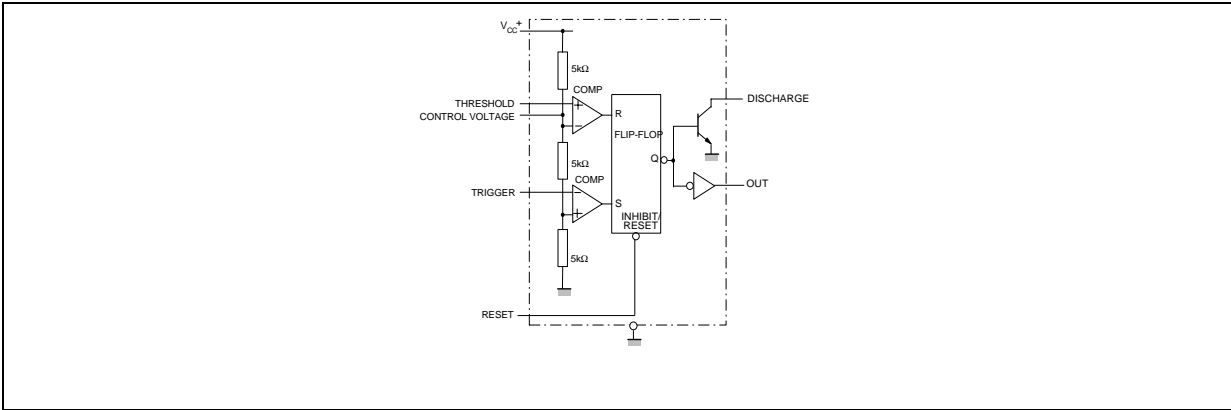 VCC+
5kΩ
COMP
THRESHOLD
CONTROL VOLTAGE
+
−
R
FLIP-FLOP
DISCHARGE
5kΩ
Q
COMP
TRIGGER
−
+
S
OUT
INHIBIT/
RESET
5kΩ
RESET